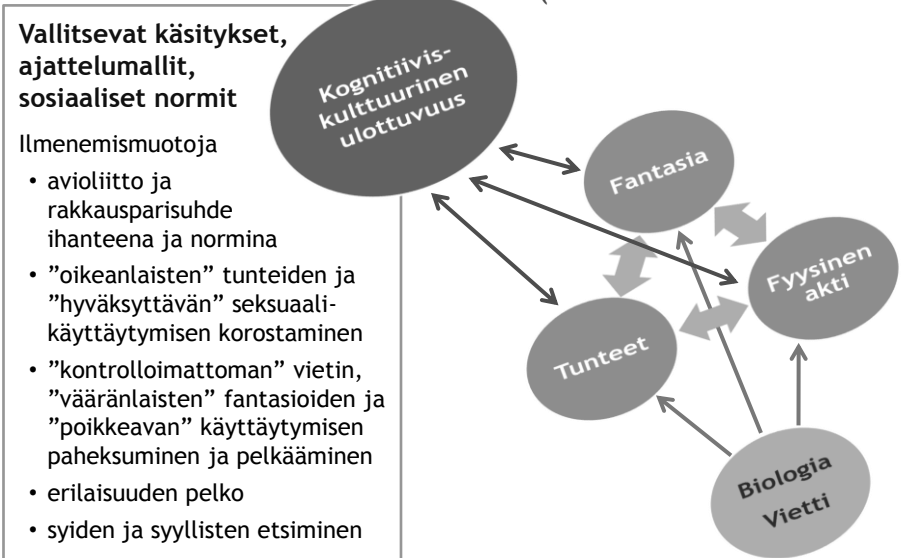 Vallitsevat käsitykset,
ajattelumallit,
sosiaaliset normit
Ilmenemismuotoja
• avioliitto ja
rakkausparisuhde
ihanteena ja normina
• ”oikeanlaisten” tunteiden ja
”hyväksyttävän” seksuaali-
käyttäytymisen korostaminen
• ”kontrolloimattoman” vietin,
”vääränlaisten” fantasioiden ja
”poikkeavan” käyttäytymisen
paheksuminen ja pelkääminen
• erilaisuuden pelko
• syiden ja syyllisten etsiminen
Kognitiivis-
kulttuurinen
ulottuvuus
Fantasia
Fyysinen
akti
Tunteet
Biologia
Vietti